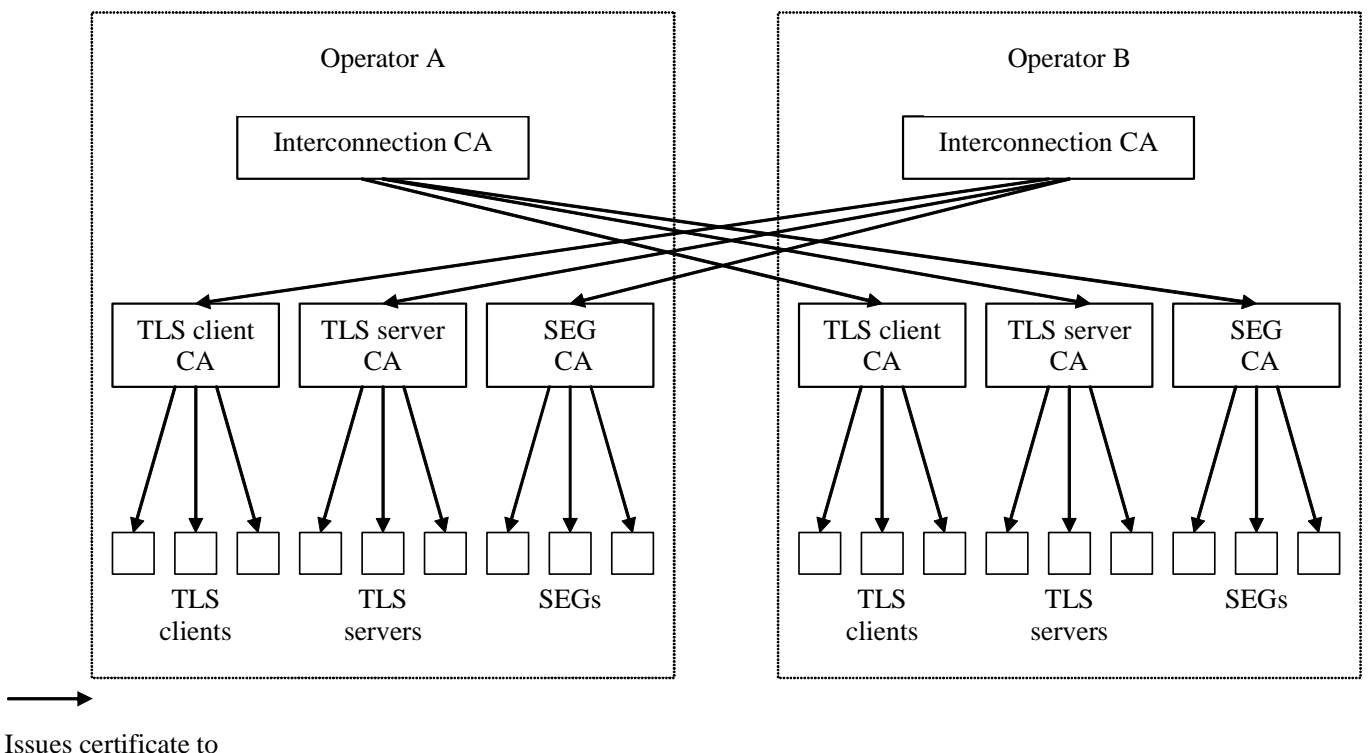 Operator A
Operator B
Interconnection CA
Interconnection CA
TLS client
CA
TLS server
CA
SEG
CA
TLS client
CA
TLS server
CA
SEG
CA
TLS
clients
TLS
servers
SEGs
TLS
clients
TLS
servers
SEGs
Issues certificate to